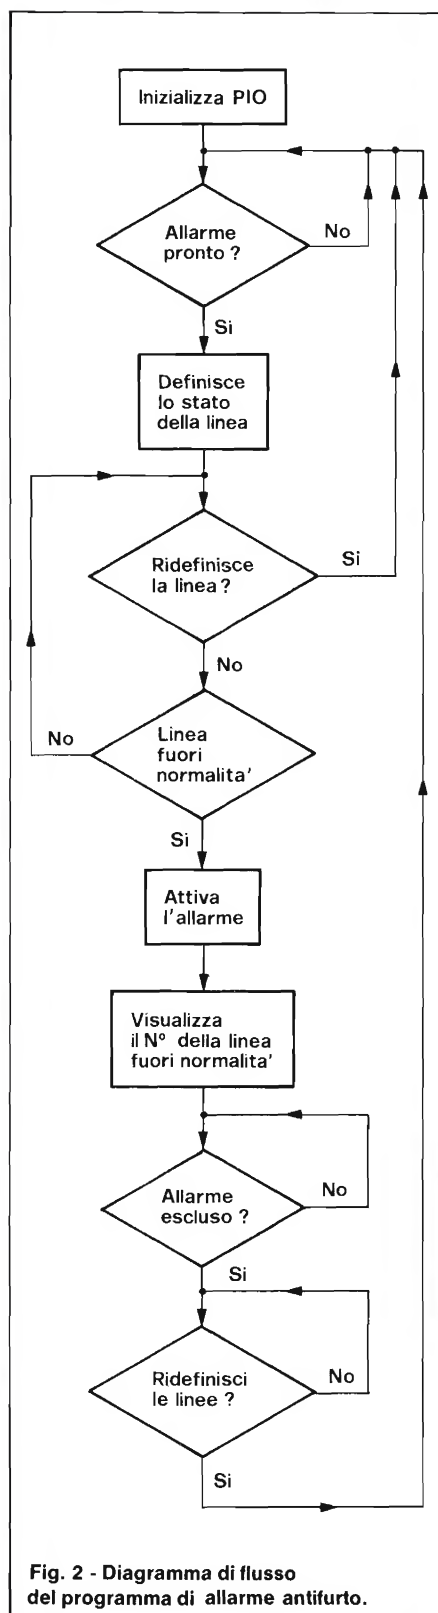 Inizializza PIO
Allarme
pronto ?
No
Si
Definisce
lo stato
della linea
Ridefinisce
la linea ?
Si
No
Linea
fuori
normalita'
No
Si
Attiva
l'allarme
Visualizza
il N° della linea
fuori normalita'
Allarme
escluso ?
No
Si
Ridefinisci
le linee ?
No
Si
Fig. 2 - Diagramma di flusso
del programma di allarme antifurto.